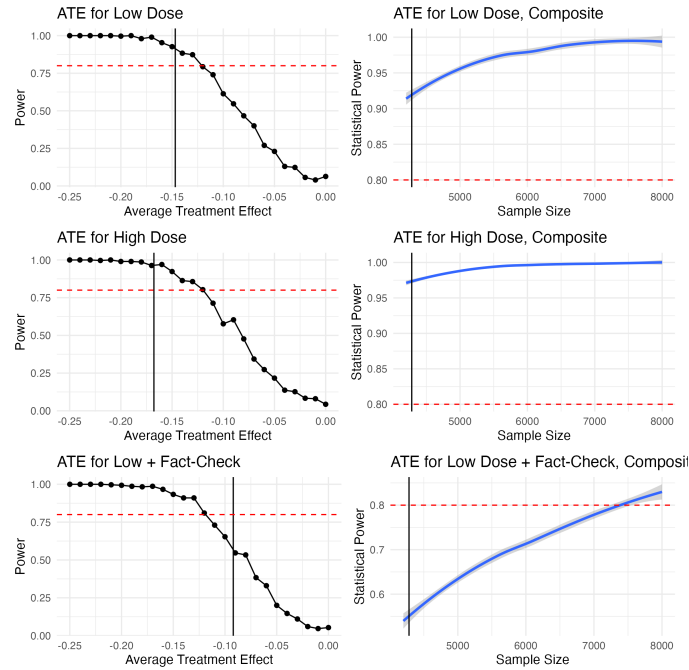 ATE for Low Dose
Power
1.00
0.75
0.50
0.25
0.00
-0.25 -0.20 -0.15 -0.10 -0.05 0.00
Average Treatment Effect
ATE for Low Dose, Composite
Statistical Power
1.00
0.95
0.90
0.85
0.80
5000 6000 7000 8000
Sample Size
ATE for High Dose
Power
1.00
0.75
0.50
0.25
0.00
-0.25 -0.20 -0.15 -0.10 -0.05 0.00
Average Treatment Effect
ATE for High Dose, Composite
Statistical Power
1.00
0.95
0.90
0.85
0.80
5000 6000 7000 8000
Sample Size
ATE for Low + Fact-Check
Power
1.00
0.75
0.50
0.25
0.00
-0.25 -0.20 -0.15 -0.10 -0.05 0.00
Average Treatment Effect
ATE for Low Dose + Fact-Check, Composit
Statistical Power
0.8
0.7
0.6
5000 6000 7000 8000
Sample Size